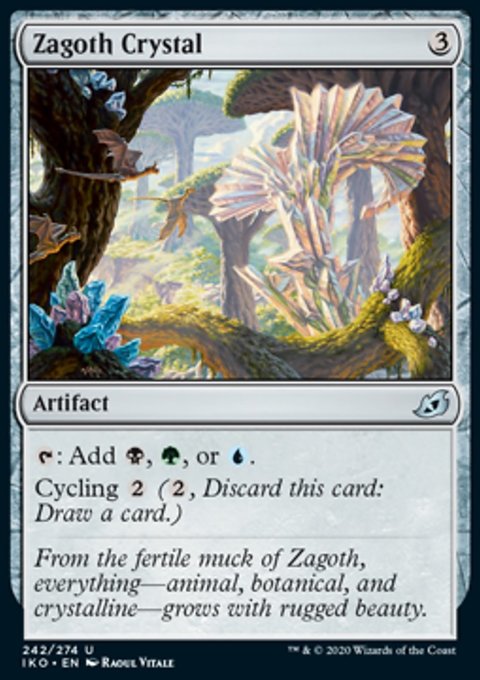 Zagoth Crystal 3
Artifact
: Add , , or .
Cycling 2 (2, Discard this card:
Draw a card.)
From the fertile muck of Zagoth,
everything—animal, botanical, and
crystalline—grows with rugged beauty.
242/274 U
IKO • EN Raoul Vitale
™ & © 2020 Wizards of the Coast